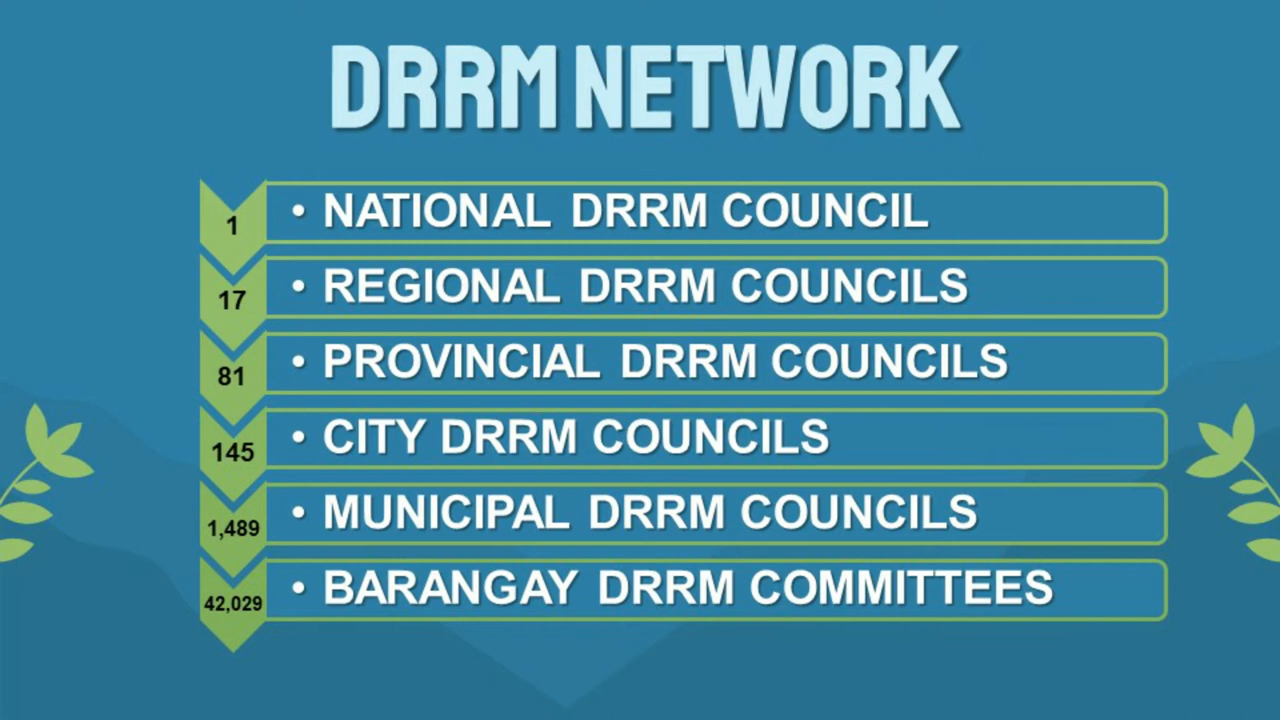 DRRM NETWORK
1
• NATIONAL DRRM COUNCIL
17
• REGIONAL DRRM COUNCILS
81
• PROVINCIAL DRRM COUNCILS
145
• CITY DRRM COUNCILS
1,489
• MUNICIPAL DRRM COUNCILS
42,029
• BARANGAY DRRM COMMITTEES